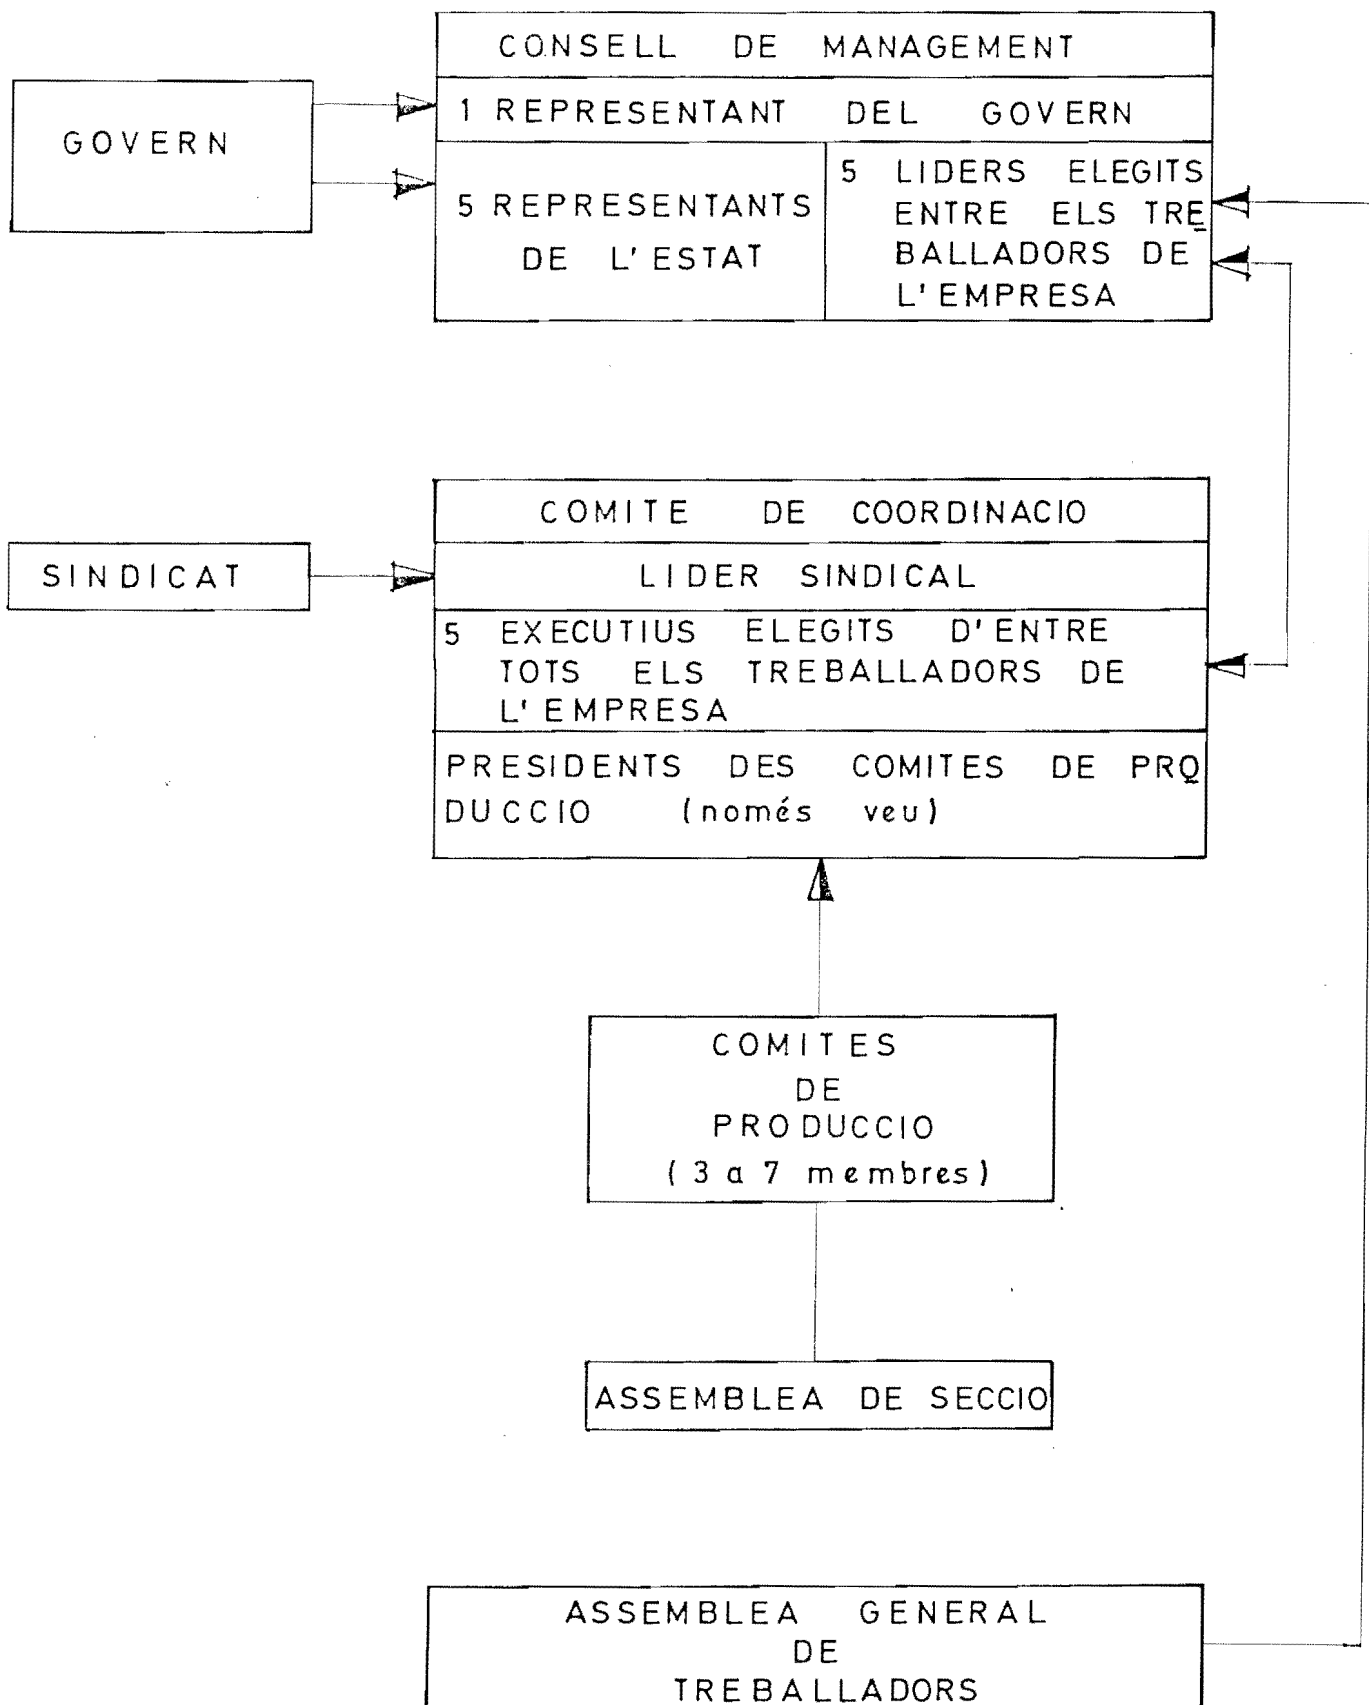 CONSELL DE MANAGEMENT
GOVERN
1 REPRESENTANT DEL GOVERN
5 REPRESENTANTS
DE L'ESTAT
5 LIDERS ELEGITS
ENTRE ELS TRE
BALLADORS DE
L'EMPRESA
COMITE DE COORDINACIO
SINDICAT
LIDER SINDICAL
5 EXECUTIUS ELEGITS D'ENTRE
TOTS ELS TREBALLADORS DE
L'EMPRESA
PRESIDENTS DES COMITES DE PRO
DUCCIO (només veu)
COMITES
DE
PRODUCCIO
(3 a 7 membres)
ASSEMBLEA DE SECCIO
ASSEMBLEA GENERAL
DE
TREBALLADORS